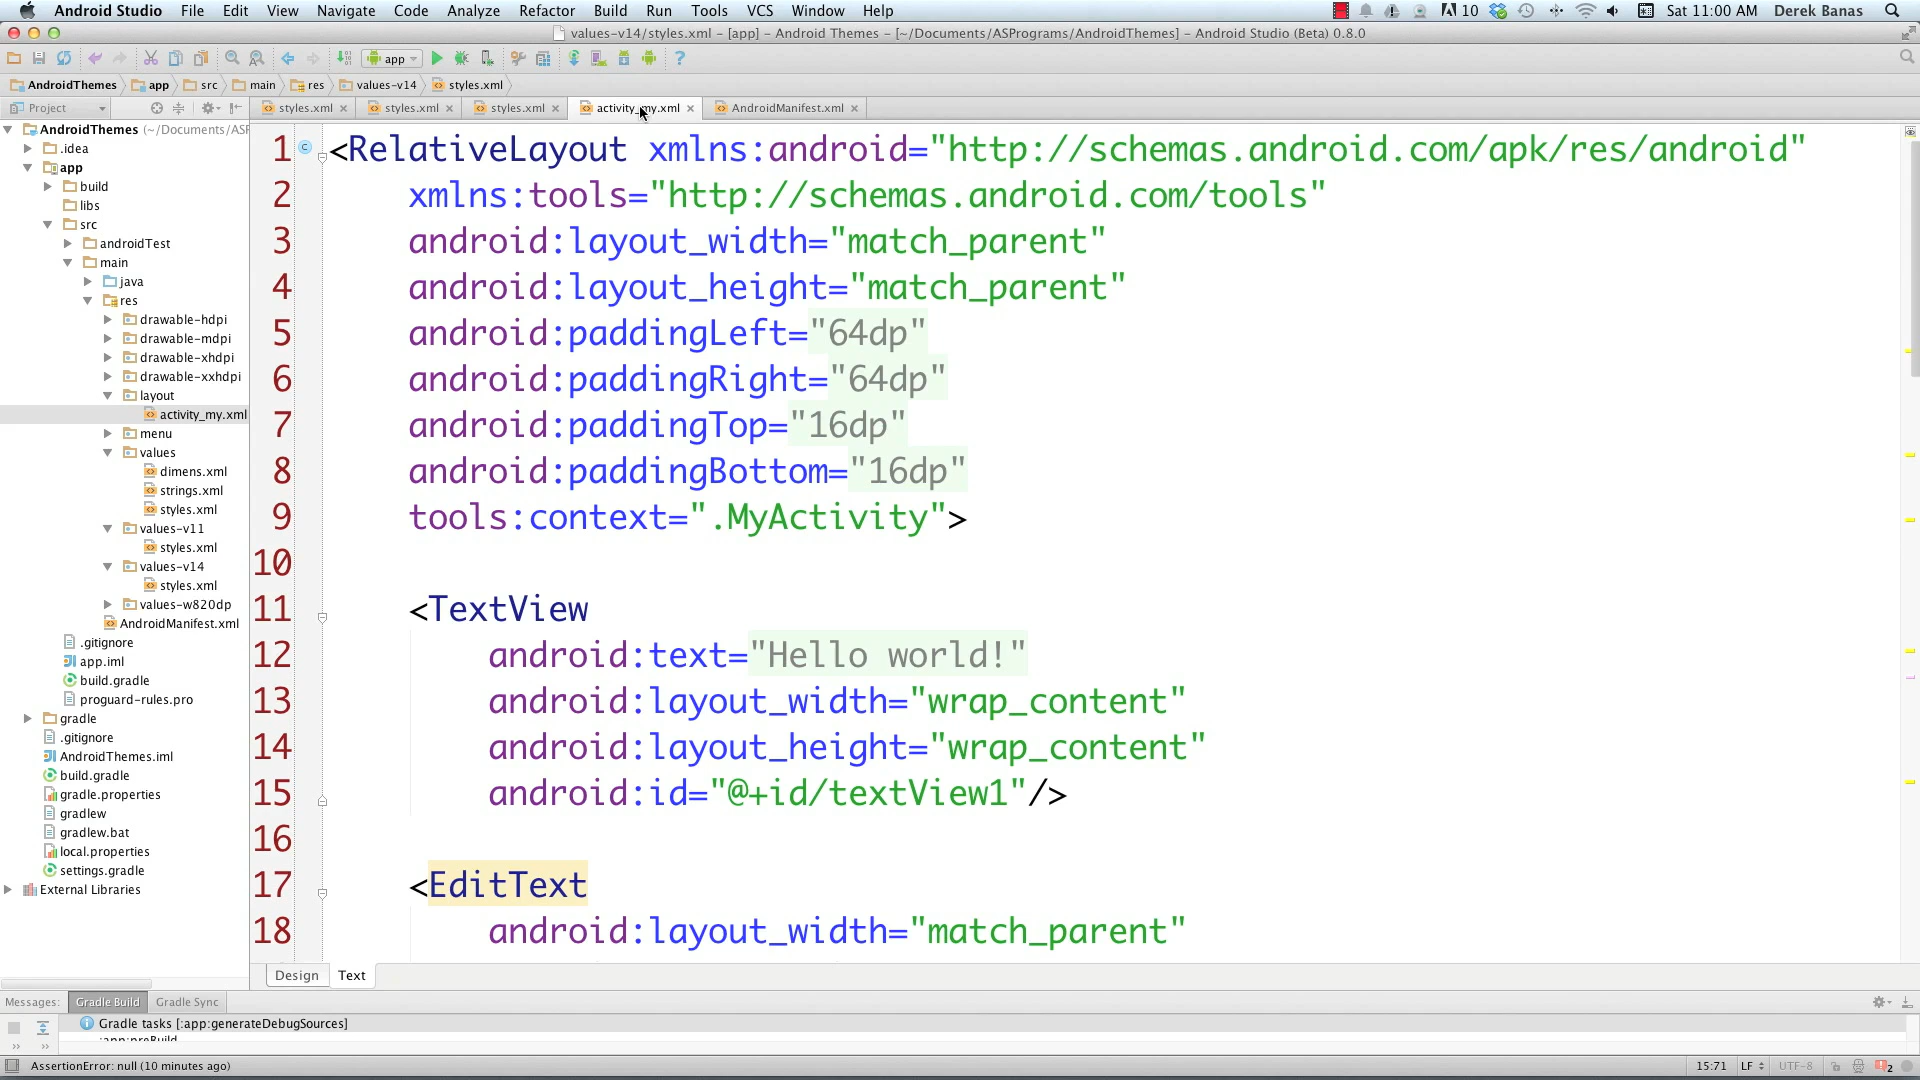 Android Studio File Edit View Navigate Code Analyze Refactor Build Run Tools VCS Window Help 10 Sat 11:00 AM Derek Banas
values-v14/styles.xml - [app] - Android Themes - [~/Documents/ASPrograms/AndroidThemes] - Android Studio (Beta) 0.8.0
app
AndroidThemes app src main res values-v14 styles.xml
Project styles.xml styles.xml styles.xml activity_my.xml AndroidManifest.xml
AndroidThemes (~/Documents/ASP
.idea
app
build
libs
src
androidTest
main
java
res
drawable-hdpi
drawable-mdpi
drawable-xhdpi
drawable-xxhdpi
layout
activity_my.xml
menu
values
dimens.xml
strings.xml
styles.xml
values-v11
styles.xml
values-v14
styles.xml
values-w820dp
AndroidManifest.xml
.gitignore
app.iml
build.gradle
proguard-rules.pro
gradle
.gitignore
AndroidThemes.iml
build.gradle
gradle.properties
gradlew
gradlew.bat
local.properties
settings.gradle
External Libraries
1 <RelativeLayout xmlns:android="http://schemas.android.com/apk/res/android"
2 xmlns:tools="http://schemas.android.com/tools"
3 android:layout_width="match_parent"
4 android:layout_height="match_parent"
5 android:paddingLeft="64dp"
6 android:paddingRight="64dp"
7 android:paddingTop="16dp"
8 android:paddingBottom="16dp"
9 tools:context=".MyActivity">
10
11 <TextView
12 android:text="Hello world!"
13 android:layout_width="wrap_content"
14 android:layout_height="wrap_content"
15 android:id="@+id/textView1"/>
16
17 <EditText
18 android:layout_width="match_parent"
Design Text
Messages: Gradle Build Gradle Sync
Gradle tasks [:app:generateDebugSources]
:app:preBuild
AssertionError: null (10 minutes ago) 15:71 LF UTF-8 2